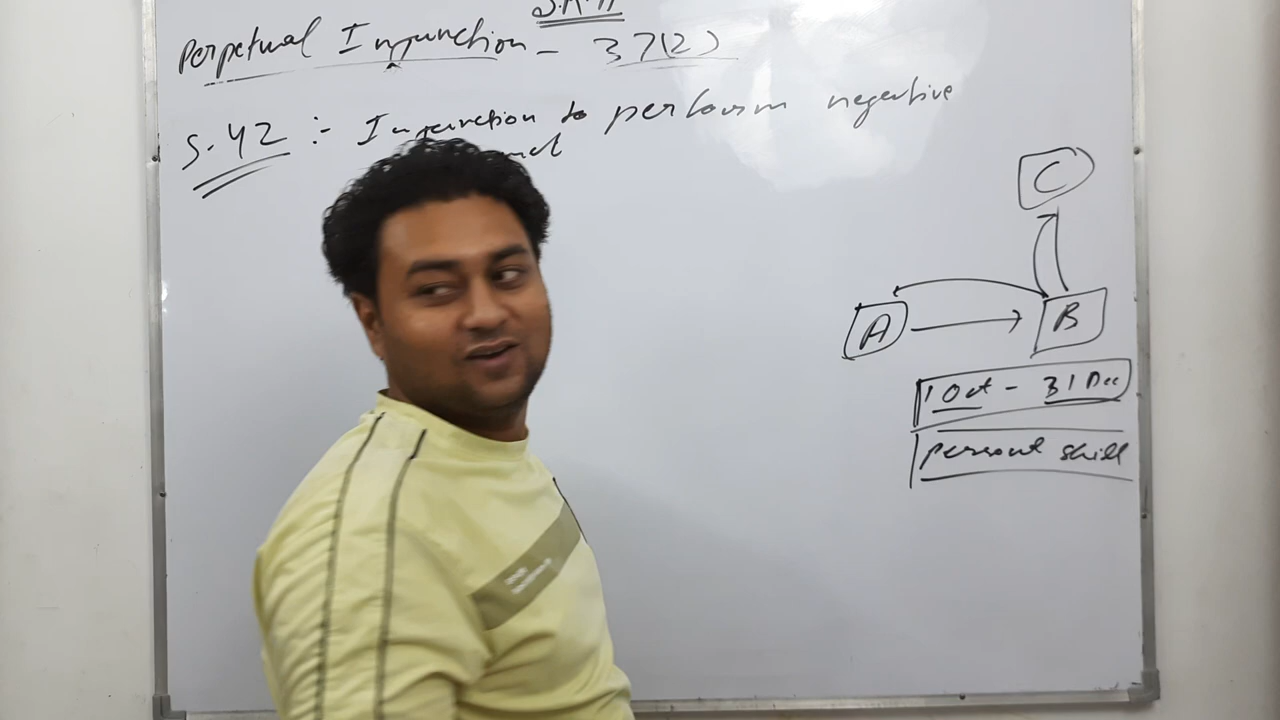 Perpetual Injunction - 37(2)
S.42 :- Injunction to perform negative
C
A
B
1 Oct - 31 Dec
personal skill